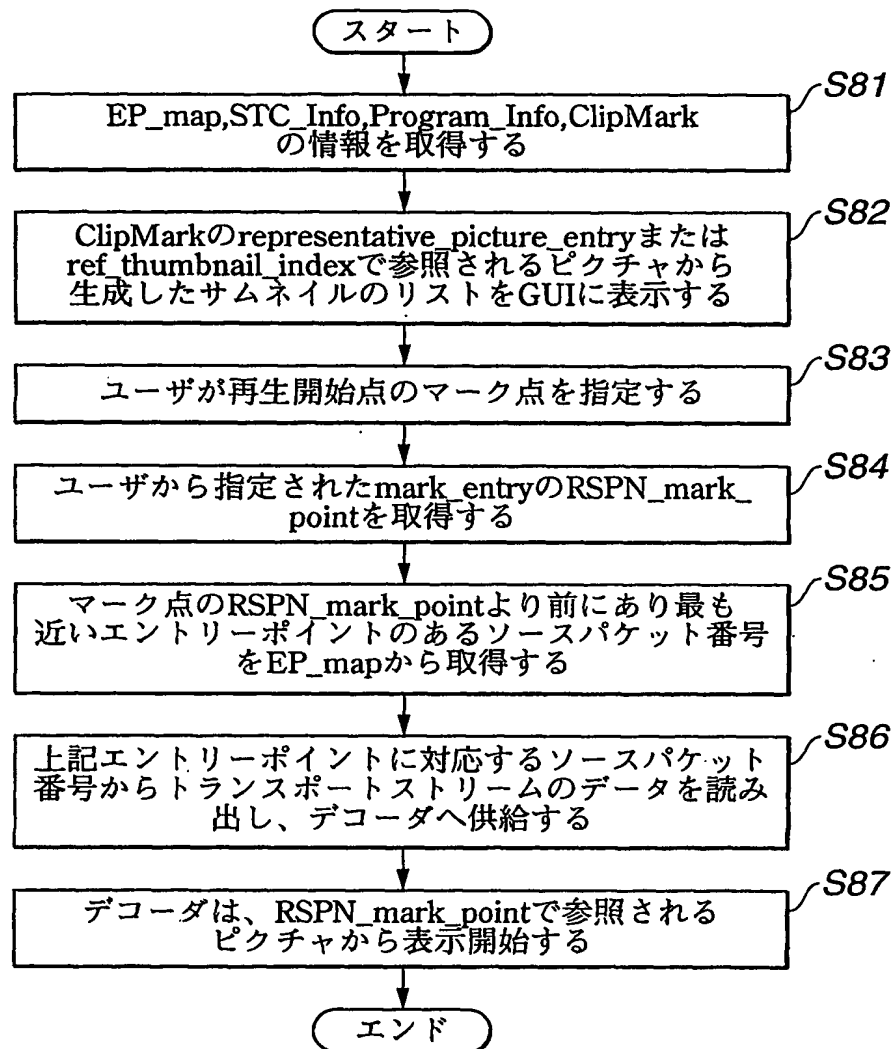 スタート
S81
EP_map,STC_Info,Program_Info,ClipMark
の情報を取得する
S82
ClipMarkのrepresentative_picture_entryまたは
ref_thumbnail_indexで参照されるピクチャから
生成したサムネイルのリストをGUIに表示する
S83
ユーザが再生開始点のマーク点を指定する
S84
ユーザから指定されたmark_entryのRSPN_mark_
pointを取得する
S85
マーク点のRSPN_mark_pointより前にあり最も
近いエントリーポイントのあるソースパケット番号
をEP_mapから取得する
S86
上記エントリーポイントに対応するソースパケット
番号からトランスポートストリームのデータを読み
出し、デコーダへ供給する
S87
デコーダは、RSPN_mark_pointで参照される
ピクチャから表示開始する
エンド